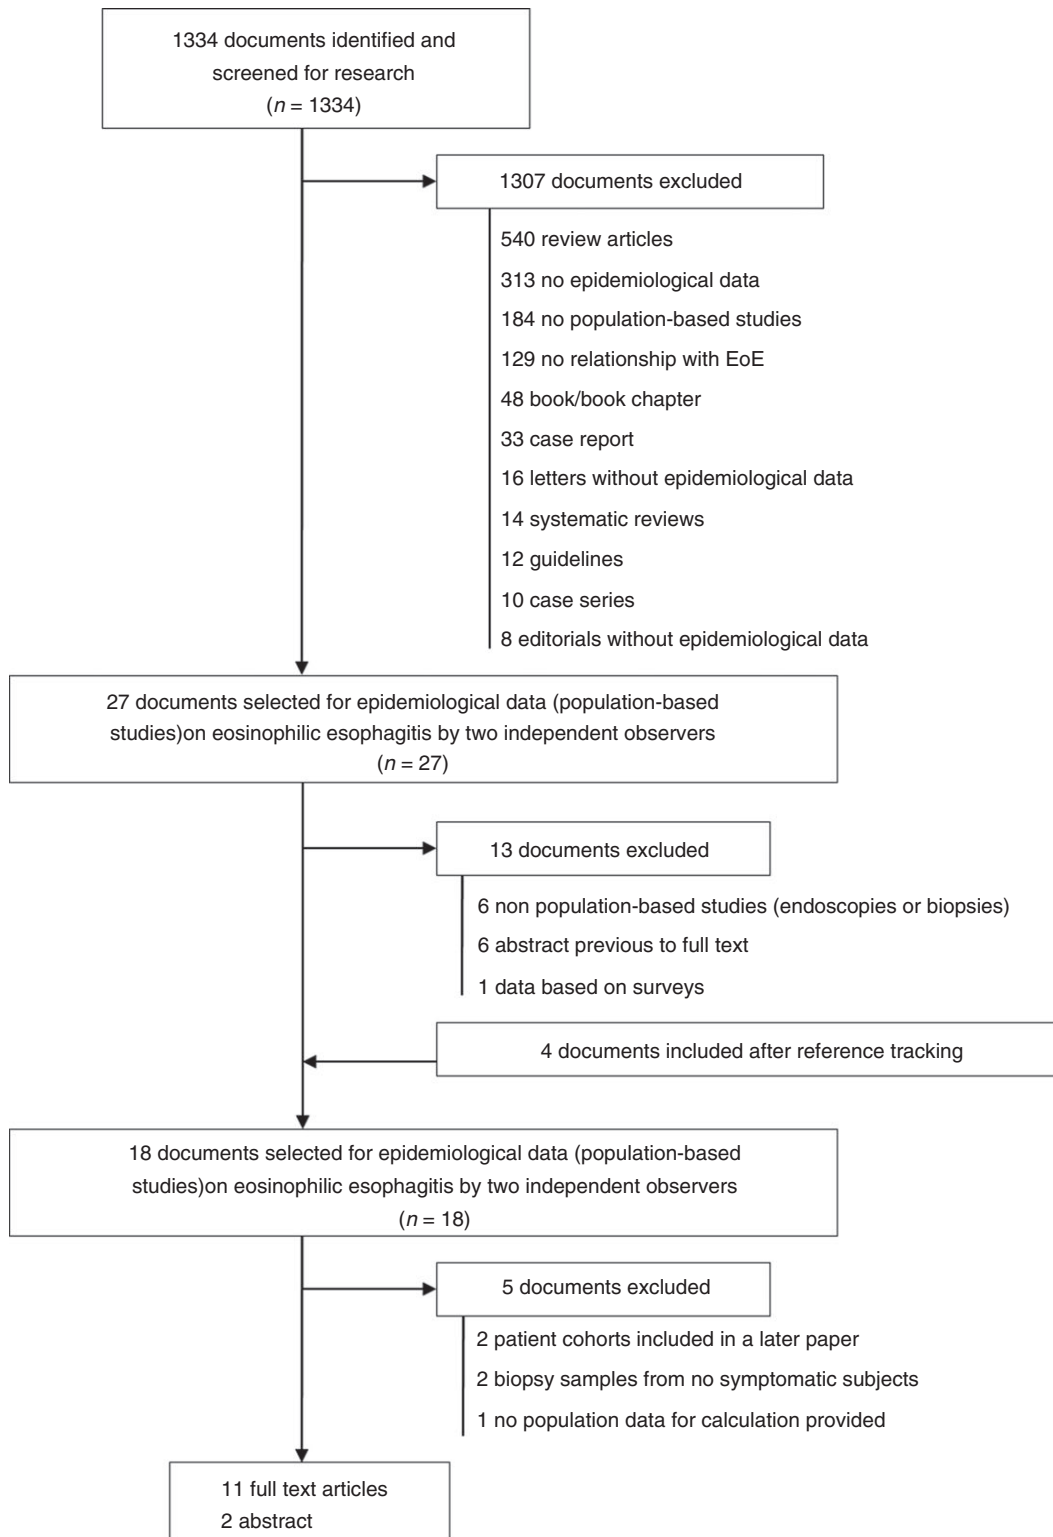 1334 documents identified and
screened for research
(n = 1334)
1307 documents excluded
540 review articles
313 no epidemiological data
184 no population-based studies
129 no relationship with EoE
48 book/book chapter
33 case report
16 letters without epidemiological data
14 systematic reviews
12 guidelines
10 case series
8 editorials without epidemiological data
27 documents selected for epidemiological data (population-based
studies)on eosinophilic esophagitis by two independent observers
(n = 27)
13 documents excluded
6 non population-based studies (endoscopies or biopsies)
6 abstract previous to full text
1 data based on surveys
4 documents included after reference tracking
18 documents selected for epidemiological data (population-based
studies)on eosinophilic esophagitis by two independent observers
(n = 18)
5 documents excluded
2 patient cohorts included in a later paper
2 biopsy samples from no symptomatic subjects
1 no population data for calculation provided
11 full text articles
2 abstract